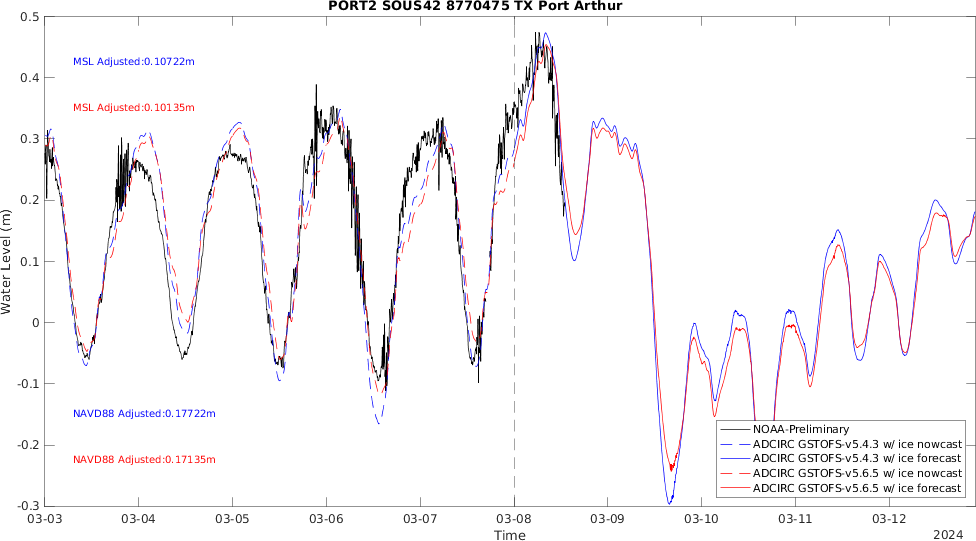 PORT2 SOUS42 8770475 TX Port Arthur
0.5
MSL Adjusted:0.10722m
0.4
MSL Adjusted:0.10135m
0.3
0.2
0.1
0
-0.1
-0.2
-0.3
Water Level (m)
NAVD88 Adjusted:0.17722m
NAVD88 Adjusted:0.17135m
NOAA-Preliminary
ADCIRC GSTOFS-v5.4.3 w/ ice nowcast
ADCIRC GSTOFS-v5.4.3 w/ ice forecast
ADCIRC GSTOFS-v5.6.5 w/ ice nowcast
ADCIRC GSTOFS-v5.6.5 w/ ice forecast
03-03 03-04 03-05 03-06 03-07 03-08 03-09 03-10 03-11 03-12
Time
2024